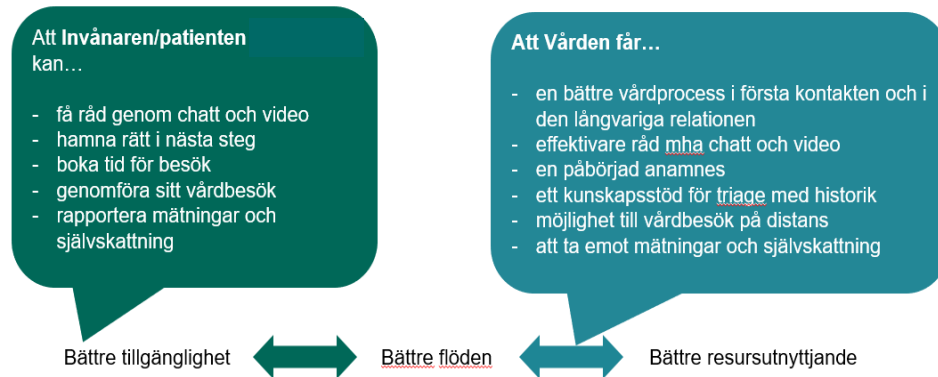 Att Invånaren/patienten
kan…
- få råd genom chatt och video
- hamna rätt i nästa steg
- boka tid för besök
- genomföra sitt vårdbesök
- rapportera mätningar och
självskattning
Att Vården får…
- en bättre vårdprocess i första kontakten och i
den långvariga relationen
- effektivare råd mha chatt och video
- en påbörjad anamnes
- ett kunskapsstöd för triage med historik
- möjlighet till vårdbesök på distans
- att ta emot mätningar och självskattning
Bättre tillgänglighet
Bättre flöden
Bättre resursutnyttjande